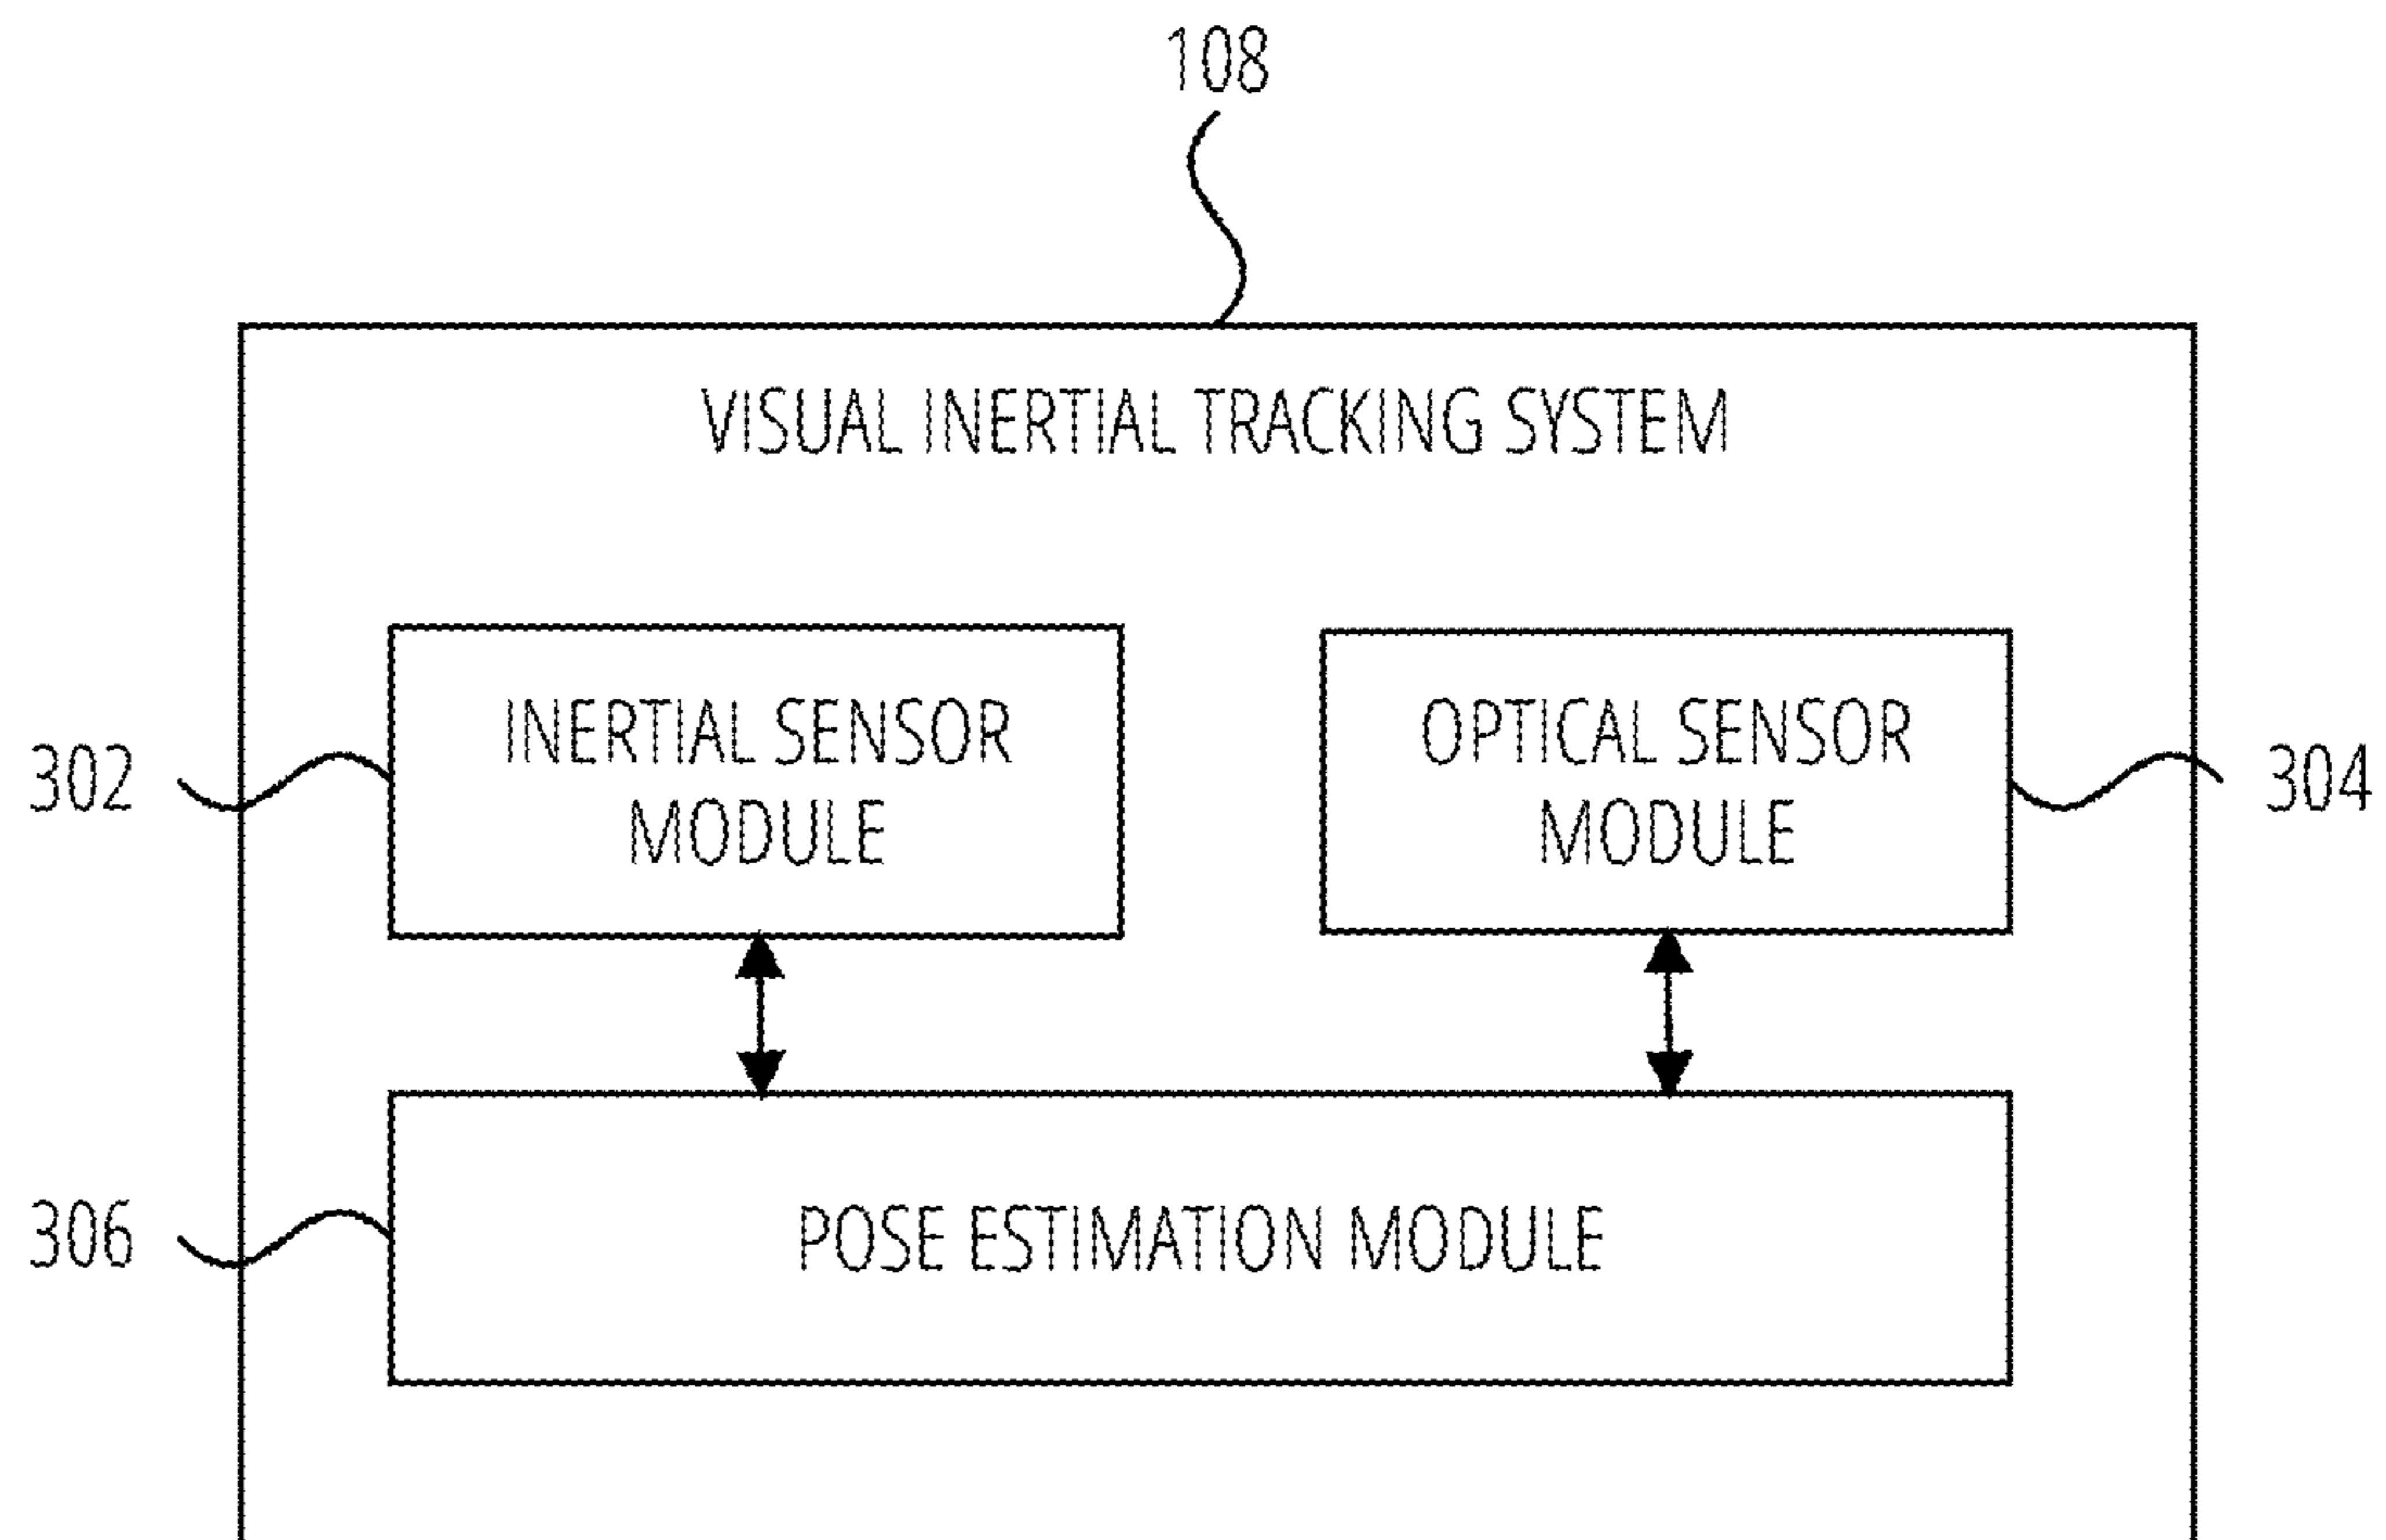 108
VISUAL INERTIAL TRACKING SYSTEM
INERTIAL SENSOR
MODULE
OPTICAL SENSOR
MODULE
302
304
306
POSE ESTIMATION MODULE